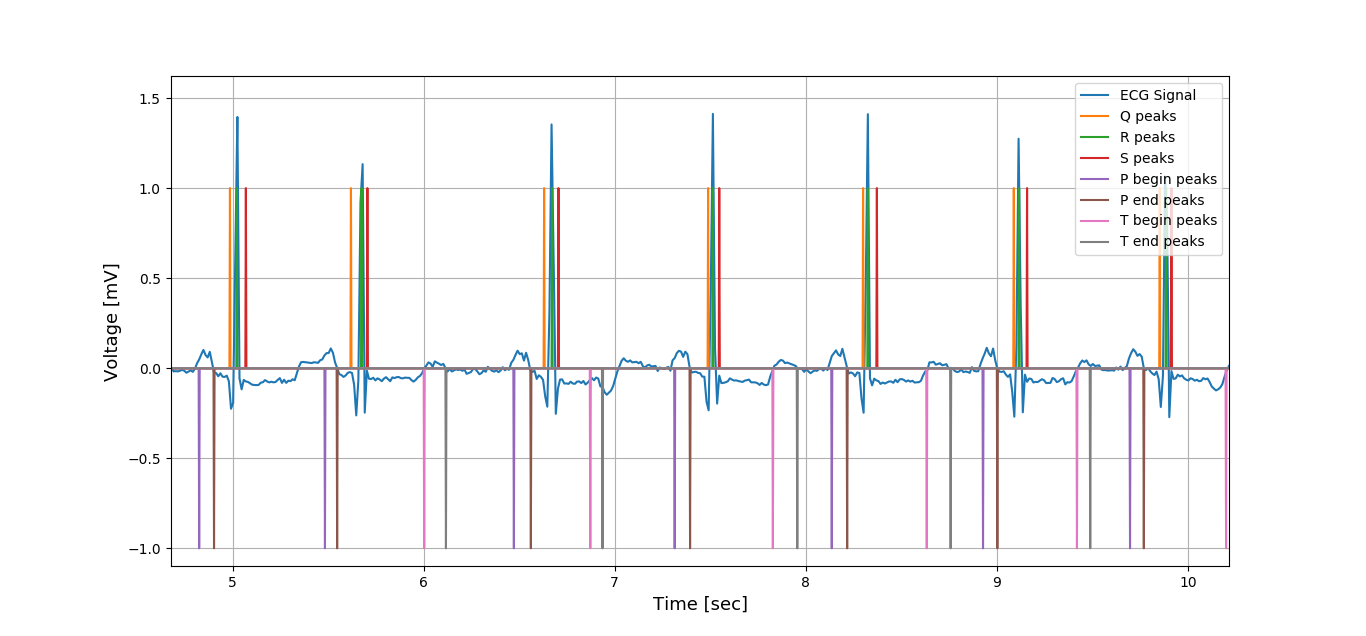 1.5
1.0
0.5
0.0
−0.5
−1.0
Voltage [mV]
ECG Signal
Q peaks
R peaks
S peaks
P begin peaks
P end peaks
T begin peaks
T end peaks
5 6 7 8 9 10
Time [sec]